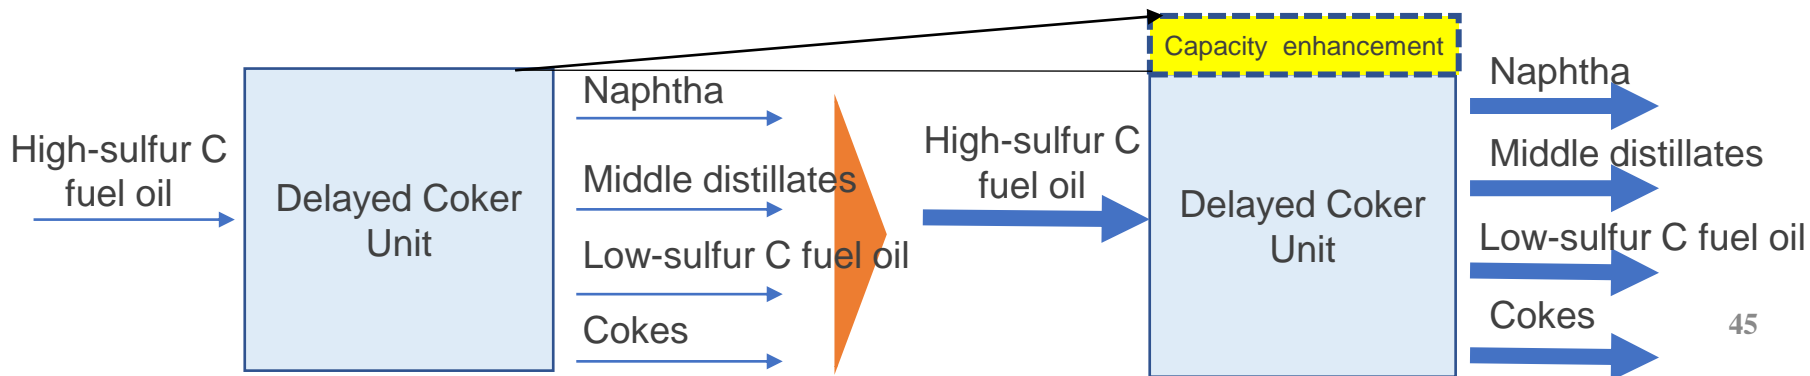 High-sulfur C
fuel oil
Delayed Coker
Unit
Naphtha
Middle distillates
Low-sulfur C fuel oil
Cokes
High-sulfur C
fuel oil
Capacity enhancement
Delayed Coker
Unit
Naphtha
Middle distillates
Low-sulfur C fuel oil
Cokes
45